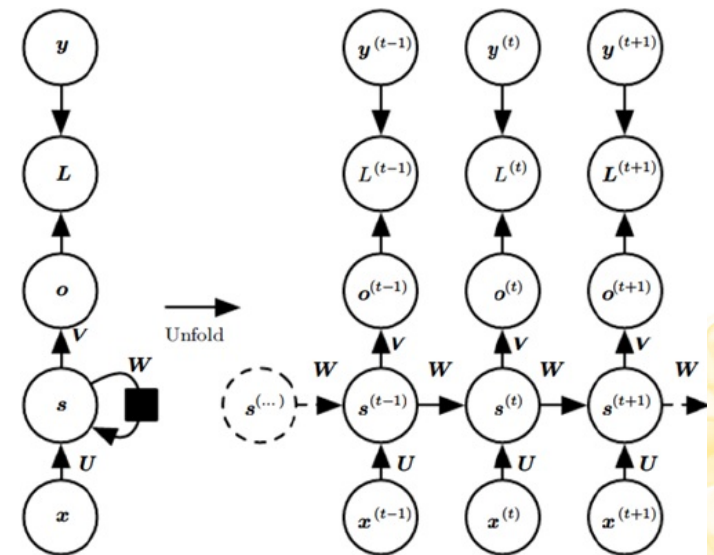 y y(t−1) y(t) y(t+1)
L L(t−1) L(t) L(t+1)
o o(t−1) o(t) o(t+1)
Unfold
V V V V
W W W W W
s s(...) s(t−1) s(t) s(t+1)
U U U U
x x(t−1) x(t) x(t+1)